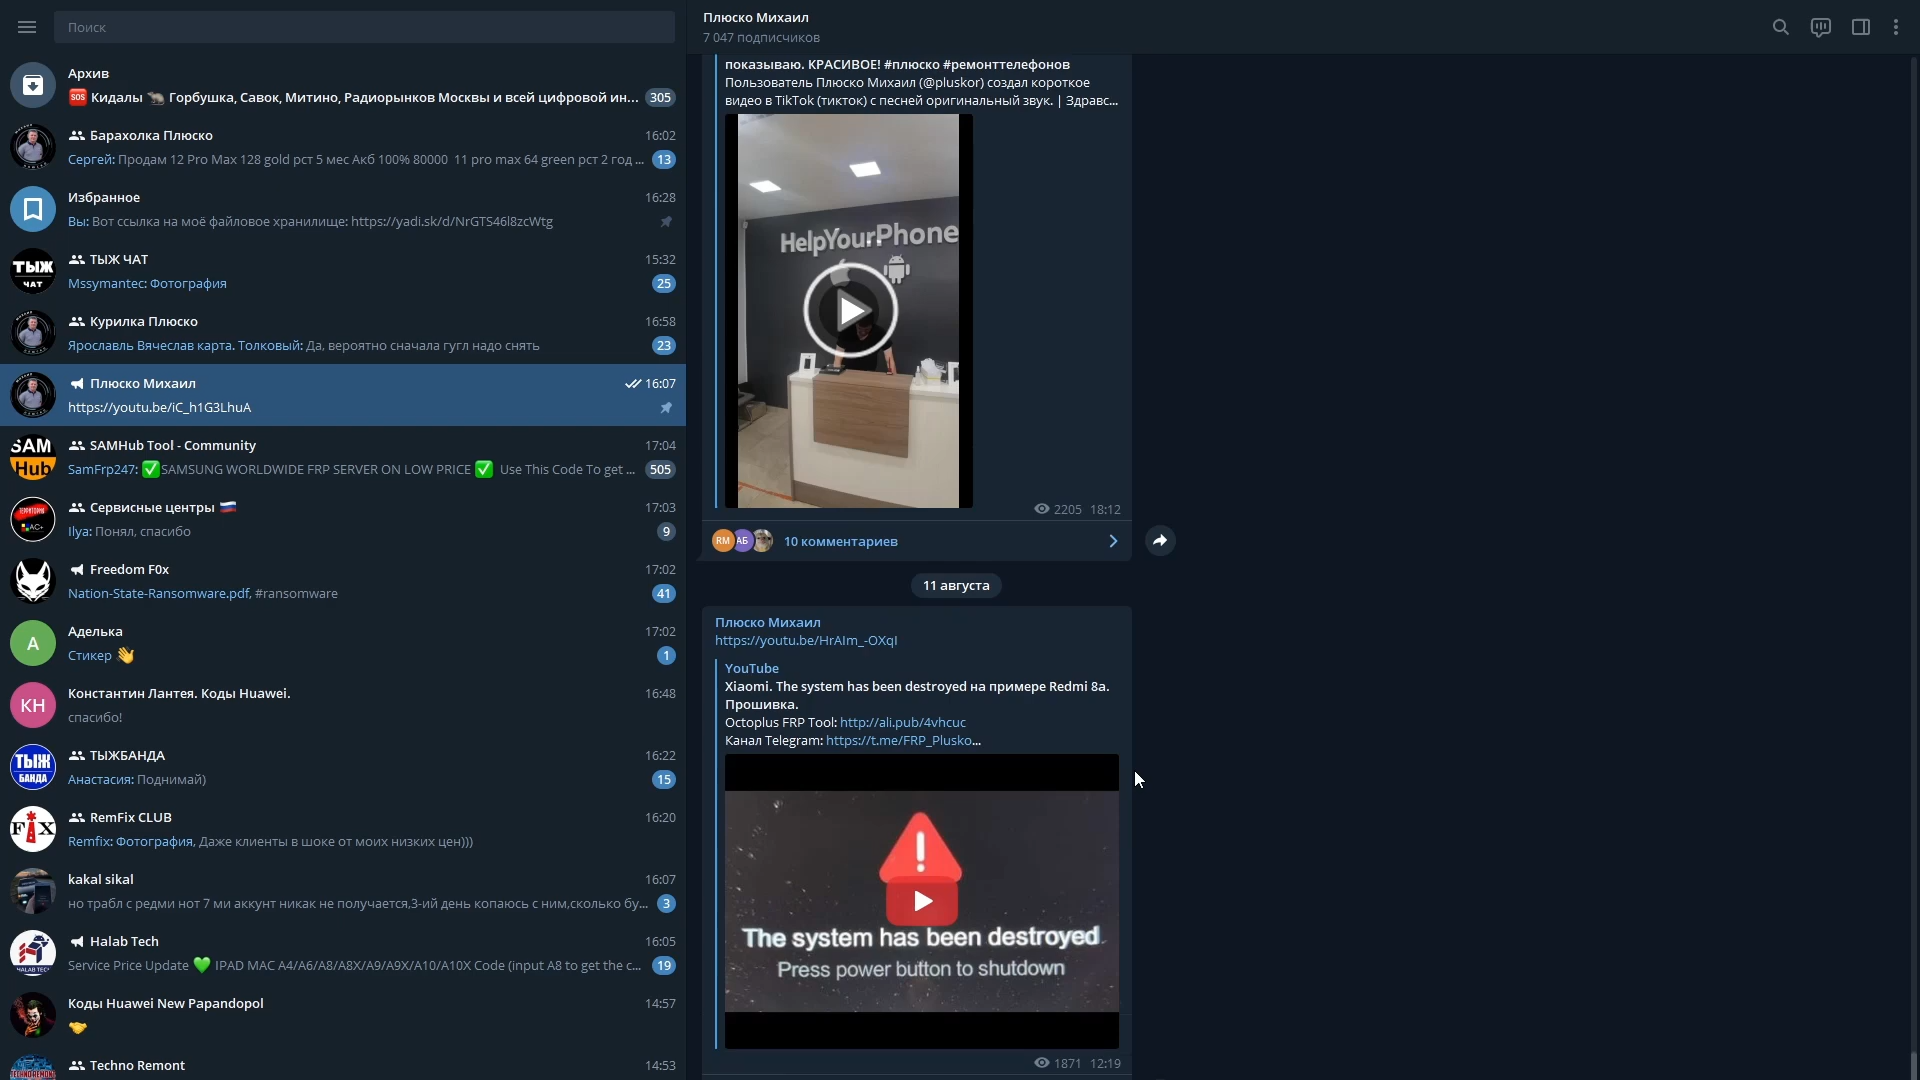 Поиск
Архив
🆘 Кидалы 🐀 Горбушка, Савок, Митино, Радиорынков Москвы и всей цифровой ин... 305
Барахолка Плюско 16:02
Сергей: Продам 12 Pro Max 128 gold рст 5 мес Акб 100% 80000 11 pro max 64 green рст 2 год ... 13
Избранное 16:28
Вы: Вот ссылка на моё файловое хранилище: https://yadi.sk/d/NrGTS46l8zcWtg
ТЫЖ ЧАТ
ТЫЖ ЧАТ 15:32
Mssymantec: Фотография 25
Курилка Плюско 16:58
Ярославль Вячеслав карта. Толковый: Да, вероятно сначала гугл надо снять 23
Плюско Михаил 16:07
https://youtu.be/iC_h1G3LhuA
SAM Hub
SAMHub Tool - Community 17:04
SamFrp247: ✅SAMSUNG WORLDWIDE FRP SERVER ON LOW PRICE ✅ Use This Code To get ... 505
Сервисные центры 🇷🇺 17:03
Ilya: Понял, спасибо 9
Freedom F0x 17:02
Nation-State-Ransomware.pdf, #ransomware 41
А
Аделька 17:02
Стикер 👋 1
КН
Константин Лантея. Коды Huawei. 16:48
спасибо!
ТЫЖ БАНДА
ТЫЖБАНДА 16:22
Анастасия: Поднимай) 15
FIX
RemFix CLUB 16:20
Remfix: Фотография, Даже клиенты в шоке от моих низких цен)))
kakal sikal 16:07
но трабл с редми нот 7 ми аккунт никак не получается,3-ий день копаюсь с ним,сколько бу... 3
HALAB TECH
Halab Tech 16:05
Service Price Update 💚 IPAD MAC A4/A6/A8/A8X/A9/A9X/A10/A10X Code (input A8 to get the c... 19
Коды Huawei New Papandopol 14:57
🤝
Techno Remont 14:53
Плюско Михаил
7 047 подписчиков
показываю. КРАСИВОЕ! #плюско #ремонттелефонов
Пользователь Плюско Михаил (@pluskor) создал короткое
видео в TikTok (тикток) с песней оригинальный звук. | Здравс...
HelpYourPhone
2205 18:12
RM АБ 10 комментариев
11 августа
Плюско Михаил
https://youtu.be/HrAIm_-OXqI
YouTube
Xiaomi. The system has been destroyed на примере Redmi 8a.
Прошивка.
Octoplus FRP Tool: http://ali.pub/4vhcuc
Канал Telegram: https://t.me/FRP_Plusko...
The system has been destroyed
Press power button to shutdown
1871 12:19